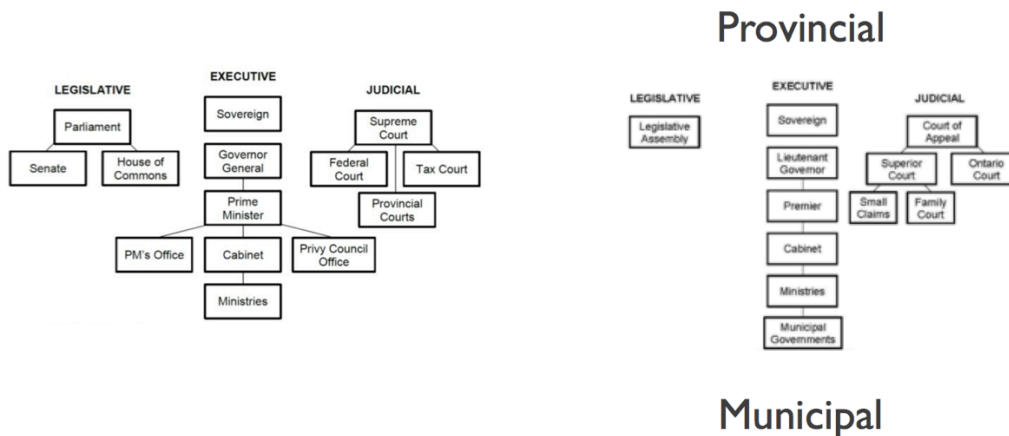 Provincial
LEGISLATIVE
EXECUTIVE
JUDICIAL
Parliament
Senate
House of
Commons
Sovereign
Governor
General
Prime
Minister
PM's Office
Cabinet
Privy Council
Office
Ministries
Supreme
Court
Federal
Court
Tax Court
Provincial
Courts
LEGISLATIVE
EXECUTIVE
JUDICIAL
Legislative
Assembly
Sovereign
Lieutenant
Governor
Premier
Cabinet
Ministries
Municipal
Governments
Court of
Appeal
Superior
Court
Ontario
Court
Small
Claims
Family
Court
Municipal